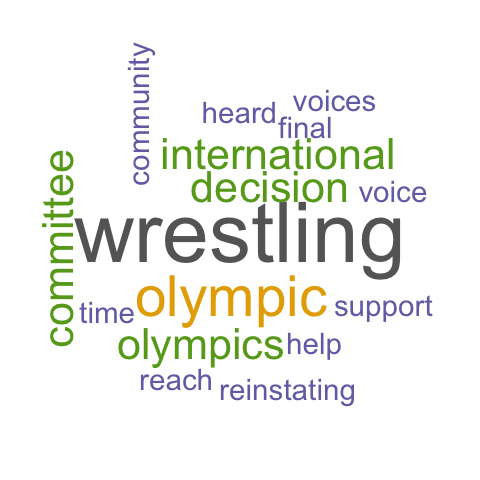 community
heard
voices
final
international
committee
decision
voice
wrestling
time
olympic
support
olympics
help
reach
reinstating